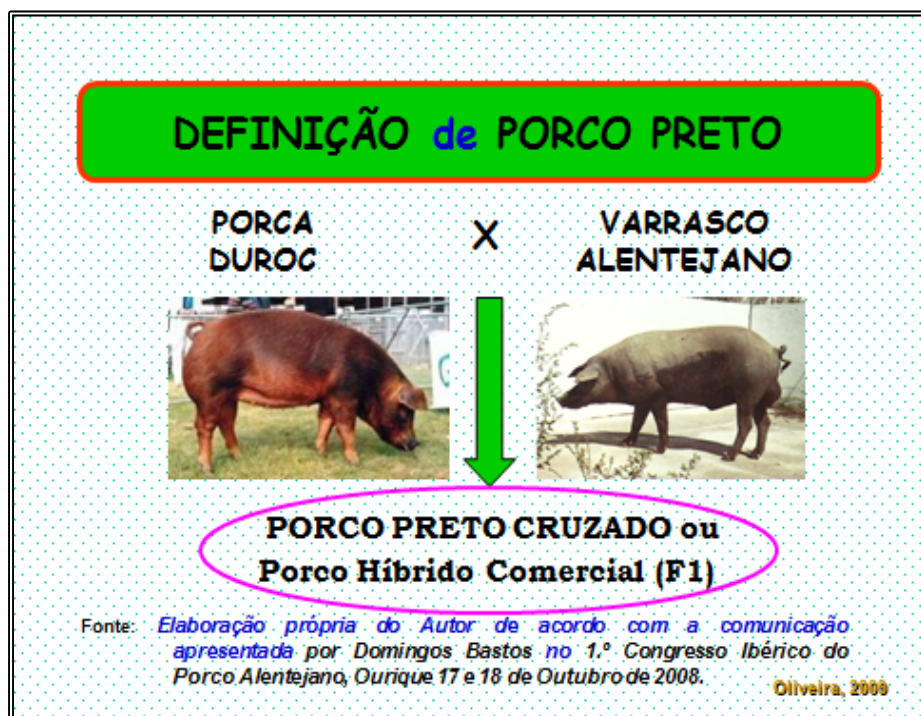 DEFINIÇÃO de PORCO PRETO
PORCA
DUROC
X
VARRASCO
ALENTEJANO
PORCO PRETO CRUZADO ou
Porco Híbrido Comercial (F1)
Fonte: Elaboração própria do Autor de acordo com a comunicação
apresentada por Domingos Bastos no 1.º Congresso Ibérico do
Porco Alentejano, Ourique 17 e 18 de Outubro de 2008.
Oliveira, 2009